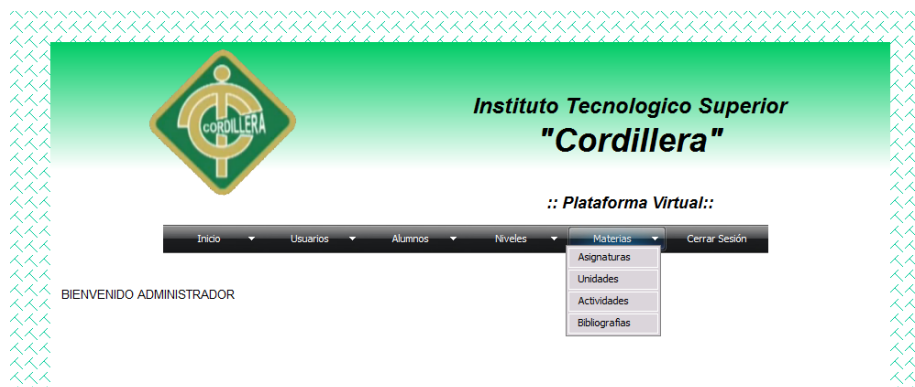 CORDILLERA
Instituto Tecnologico Superior
"Cordillera"
:: Plataforma Virtual::
Inicio Usuarios Alumnos Niveles Materias Cerrar Sesión
Asignaturas
Unidades
Actividades
Bibliografias
BIENVENIDO ADMINISTRADOR